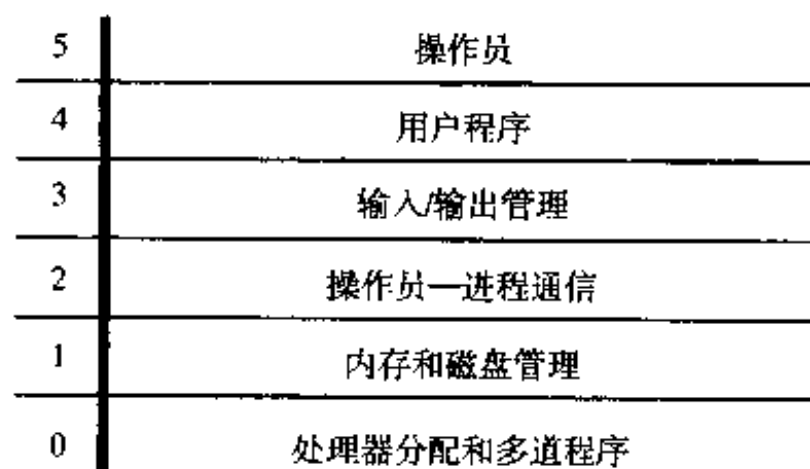 5 操作员
4 用户程序
3 输入/输出管理
2 操作员—进程通信
1 内存和磁盘管理
0 处理器分配和多道程序